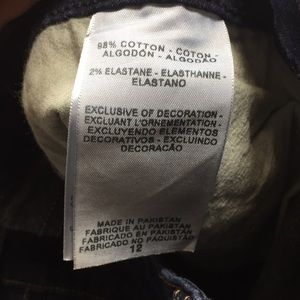 98% COTTON - COTON -
ALGODÓN - ALGODÃO
2% ELASTANE - ELASTHANNE -
ELASTANO
EXCLUSIVE OF DECORATION -
EXCLUANT L'ORNEMENTATION -
EXCLUYENDO ELEMENTOS
DECORATIVOS - EXCLUINDO
DECORACÃO
MADE IN PAKISTAN
FABRIQUE AU PAKISTAN
FABRICADO EN PAKISTAN
FABRICADO NO PAQUISTÃO
12